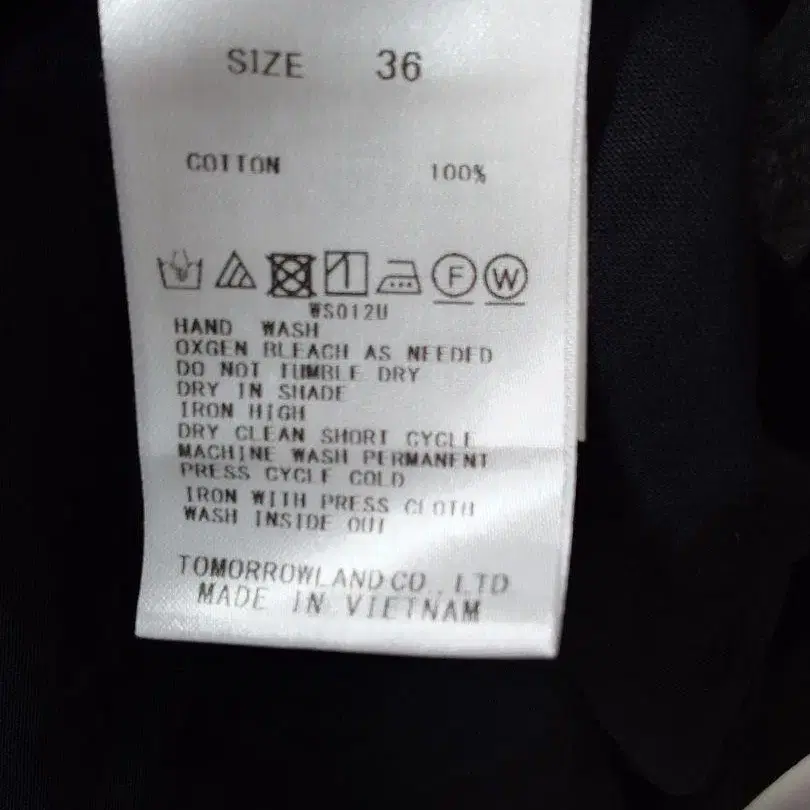 SIZE 36
COTTON 100%
F W
WS012U
HAND WASH
OXGEN BLEACH AS NEEDED
DO NOT TUMBLE DRY
DRY IN SHADE
IRON HIGH
DRY CLEAN SHORT CYCLE
MACHINE WASH PERMANENT
PRESS CYCLE COLD
IRON WITH PRESS CLOTH
WASH INSIDE OUT
TOMORROWLAND CO., LTD
MADE IN VIETNAM